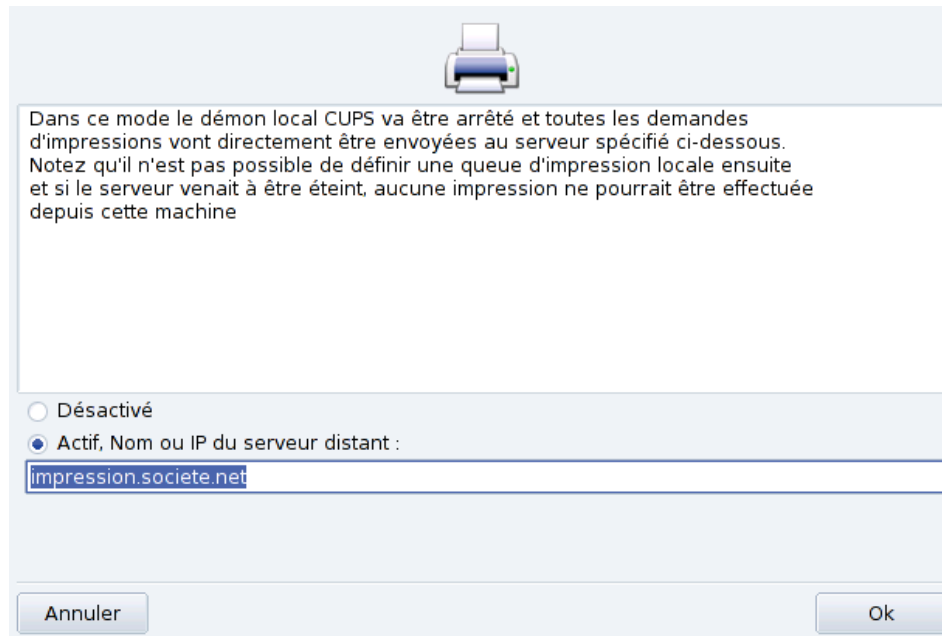 Dans ce mode le démon local CUPS va être arrêté et toutes les demandes
d'impressions vont directement être envoyées au serveur spécifié ci-dessous.
Notez qu'il n'est pas possible de définir une queue d'impression locale ensuite
et si le serveur venait à être éteint, aucune impression ne pourrait être effectuée
depuis cette machine
Désactivé
Actif, Nom ou IP du serveur distant :
impression.societe.net
Annuler
Ok